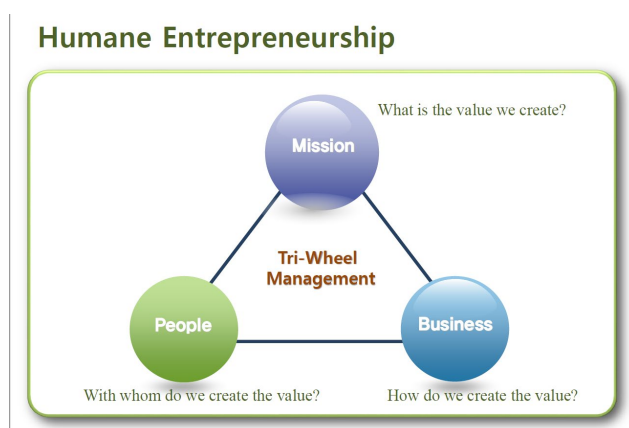 Humane Entrepreneurship
What is the value we create?
Mission
Tri-Wheel
Management
People
Business
With whom do we create the value?
How do we create the value?